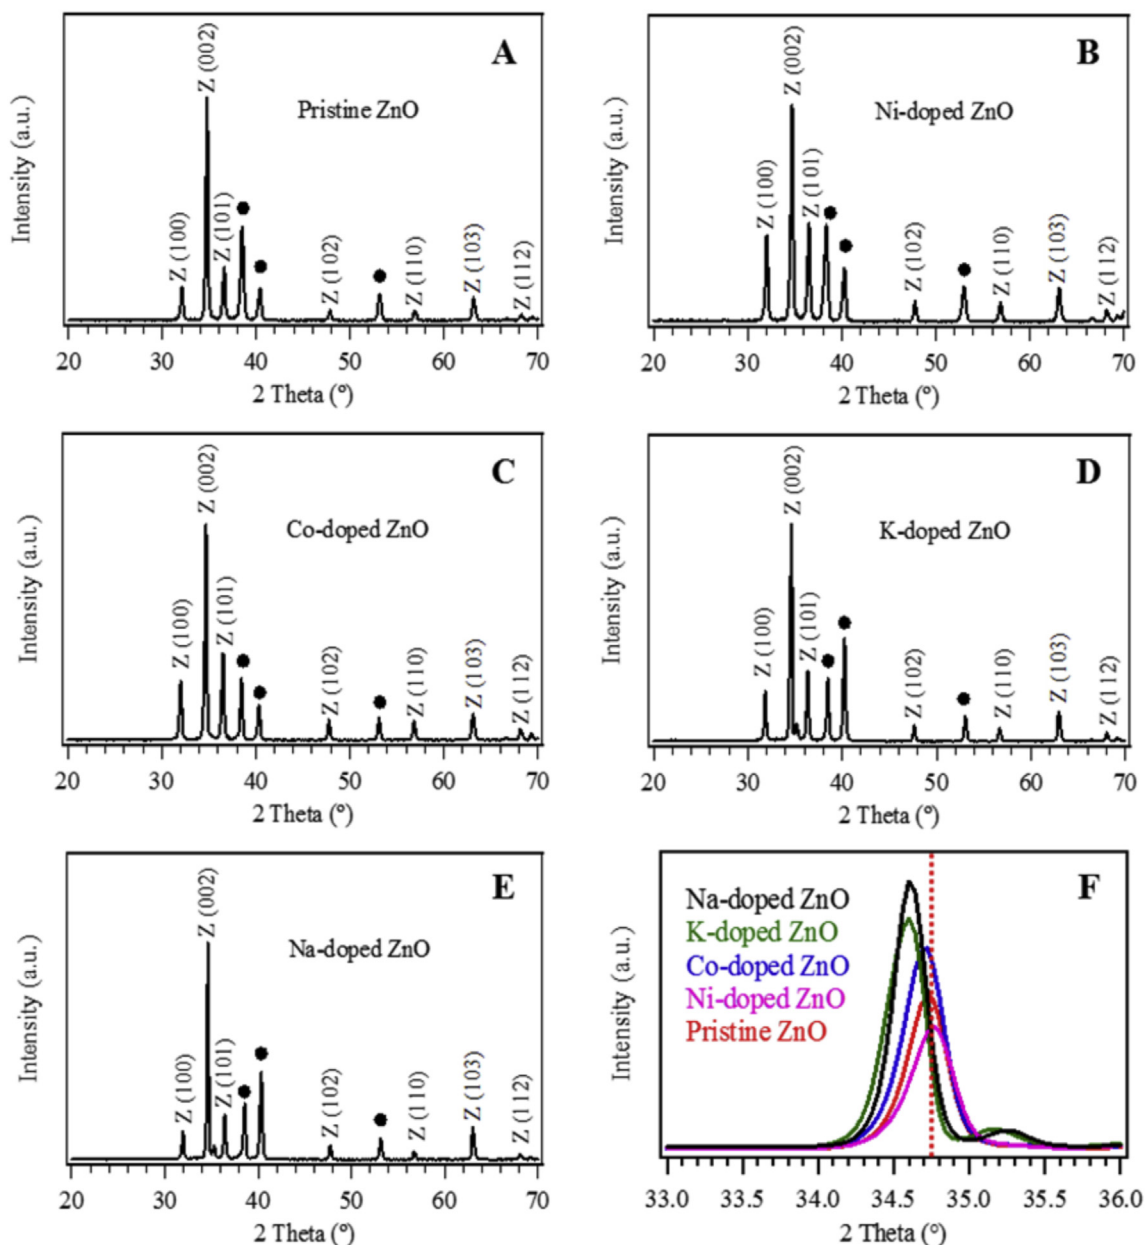 A
Pristine ZnO
Intensity (a.u.)
Z (100)
Z (002)
Z (101)
Z (102)
Z (110)
Z (103)
Z (112)
20 30 40 50 60 70
2 Theta (°)
B
Ni-doped ZnO
Intensity (a.u.)
Z (100)
Z (002)
Z (101)
Z (102)
Z (110)
Z (103)
Z (112)
20 30 40 50 60 70
2 Theta (°)
C
Co-doped ZnO
Intensity (a.u.)
Z (100)
Z (002)
Z (101)
Z (102)
Z (110)
Z (103)
Z (112)
20 30 40 50 60 70
2 Theta (°)
D
K-doped ZnO
Intensity (a.u.)
Z (100)
Z (002)
Z (101)
Z (102)
Z (110)
Z (103)
Z (112)
20 30 40 50 60 70
2 Theta (°)
E
Na-doped ZnO
Intensity (a.u.)
Z (100)
Z (002)
Z (101)
Z (102)
Z (110)
Z (103)
Z (112)
20 30 40 50 60 70
2 Theta (°)
F
Na-doped ZnO
K-doped ZnO
Co-doped ZnO
Ni-doped ZnO
Pristine ZnO
Intensity (a.u.)
33.0 33.5 34.0 34.5 35.0 35.5 36.0
2 Theta (°)